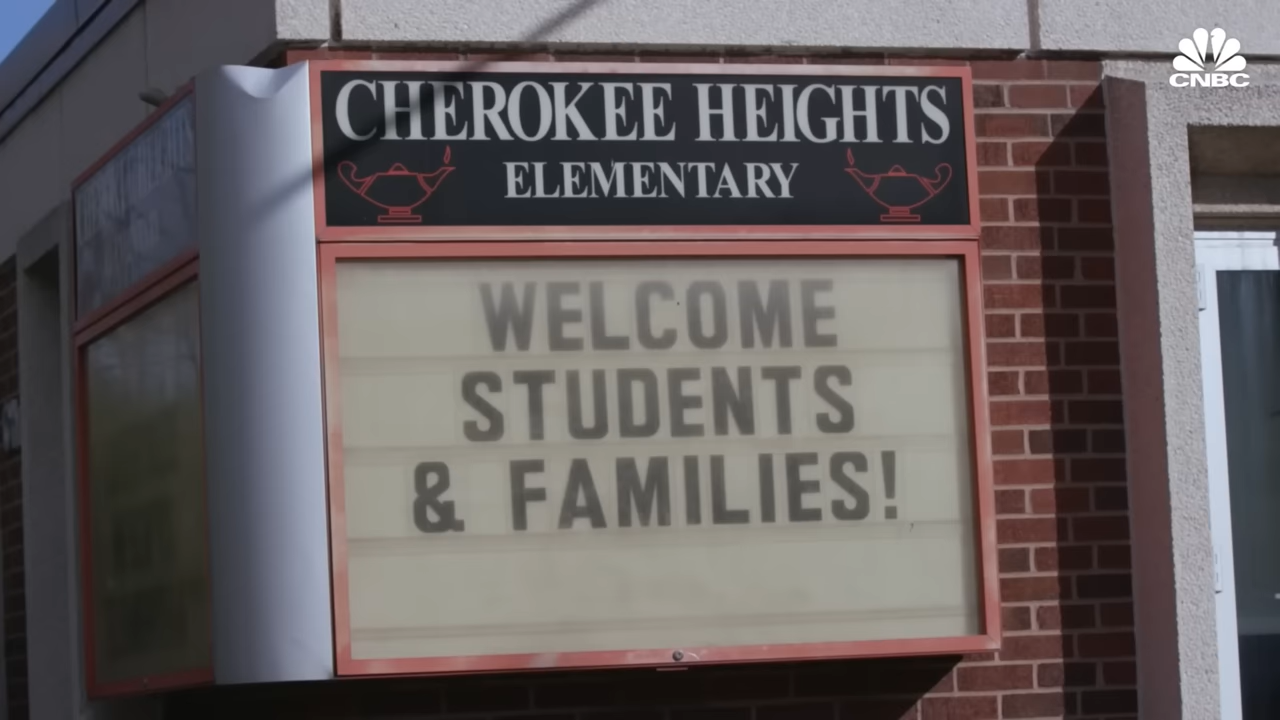 CNBC
CHEROKEE HEIGHTS
ELEMENTARY
WELCOME
STUDENTS
& FAMILIES!